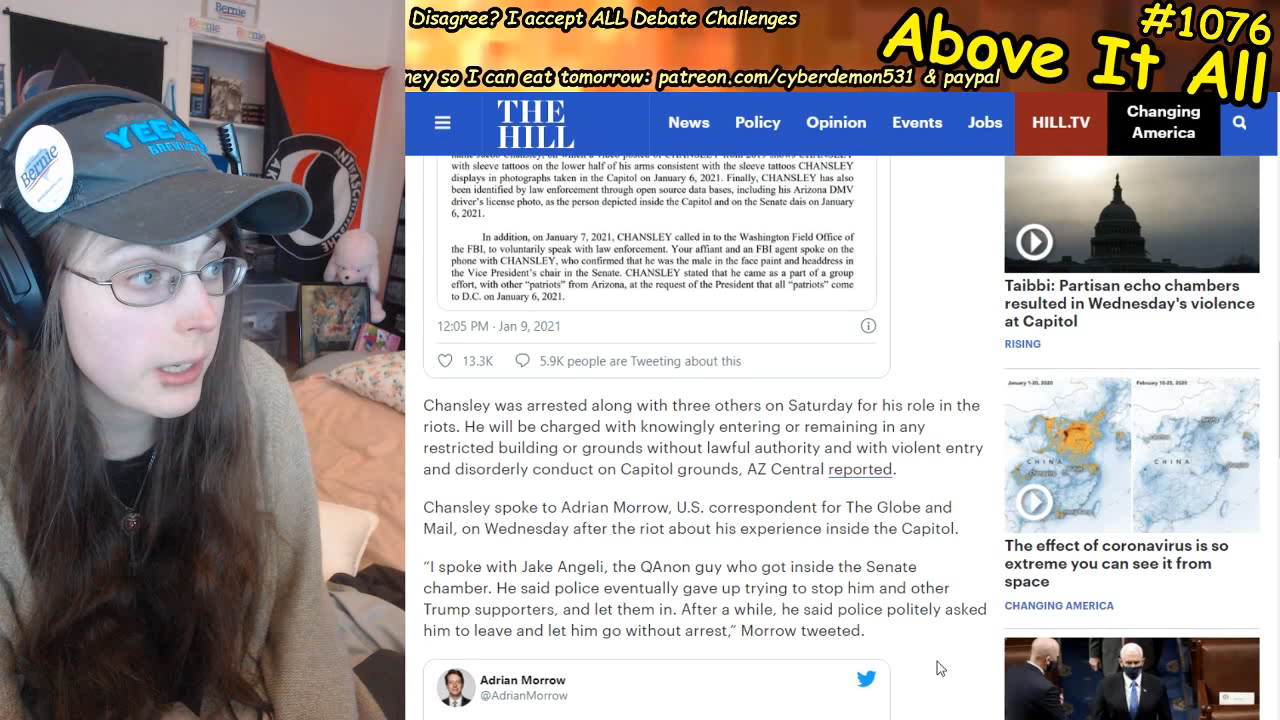 Disagree? I accept ALL Debate Challenges
ney so I can eat tomorrow: patreon.com/cyberdemon531 & paypal
Above It All
#1076
Bernie
Bernie
Bernie
YEE-
BREWING
Bernie
ANTIFASCH
THE
HILL
News
Policy
Opinion
Events
Jobs
HILL.TV
Changing
America
with sleeve tattoos on the lower half of his arms consistent with the sleeve tattoos CHANSLEY
displays in photographs taken in the Capitol on January 6, 2021. Finally, CHANSLEY has also
been identified by law enforcement through open source data bases, including his Arizona DMV
driver's license photo, as the person depicted inside the Capitol and on the Senate dais on January
6, 2021.
In addition, on January 7, 2021, CHANSLEY called in to the Washington Field Office of
the FBI, to voluntarily speak with law enforcement. Your affiant and an FBI agent spoke on the
phone with CHANSLEY, who confirmed that he was the male in the face paint and headdress in
the Vice President's chair in the Senate. CHANSLEY stated that he came as a part of a group
effort, with other "patriots" from Arizona, at the request of the President that all "patriots" come
to D.C. on January 6, 2021.
12:05 PM · Jan 9, 2021
13.3K
5.9K people are Tweeting about this
Chansley was arrested along with three others on Saturday for his role in the
riots. He will be charged with knowingly entering or remaining in any
restricted building or grounds without lawful authority and with violent entry
and disorderly conduct on Capitol grounds, AZ Central reported.
Chansley spoke to Adrian Morrow, U.S. correspondent for The Globe and
Mail, on Wednesday after the riot about his experience inside the Capitol.
“I spoke with Jake Angeli, the QAnon guy who got inside the Senate
chamber. He said police eventually gave up trying to stop him and other
Trump supporters, and let them in. After a while, he said police politely asked
him to leave and let him go without arrest,” Morrow tweeted.
Adrian Morrow
@AdrianMorrow
Taibbi: Partisan echo chambers
resulted in Wednesday's violence
at Capitol
RISING
January 1-20, 2020
February 10-25, 2020
CHINA
CHINA
The effect of coronavirus is so
extreme you can see it from
space
CHANGING AMERICA